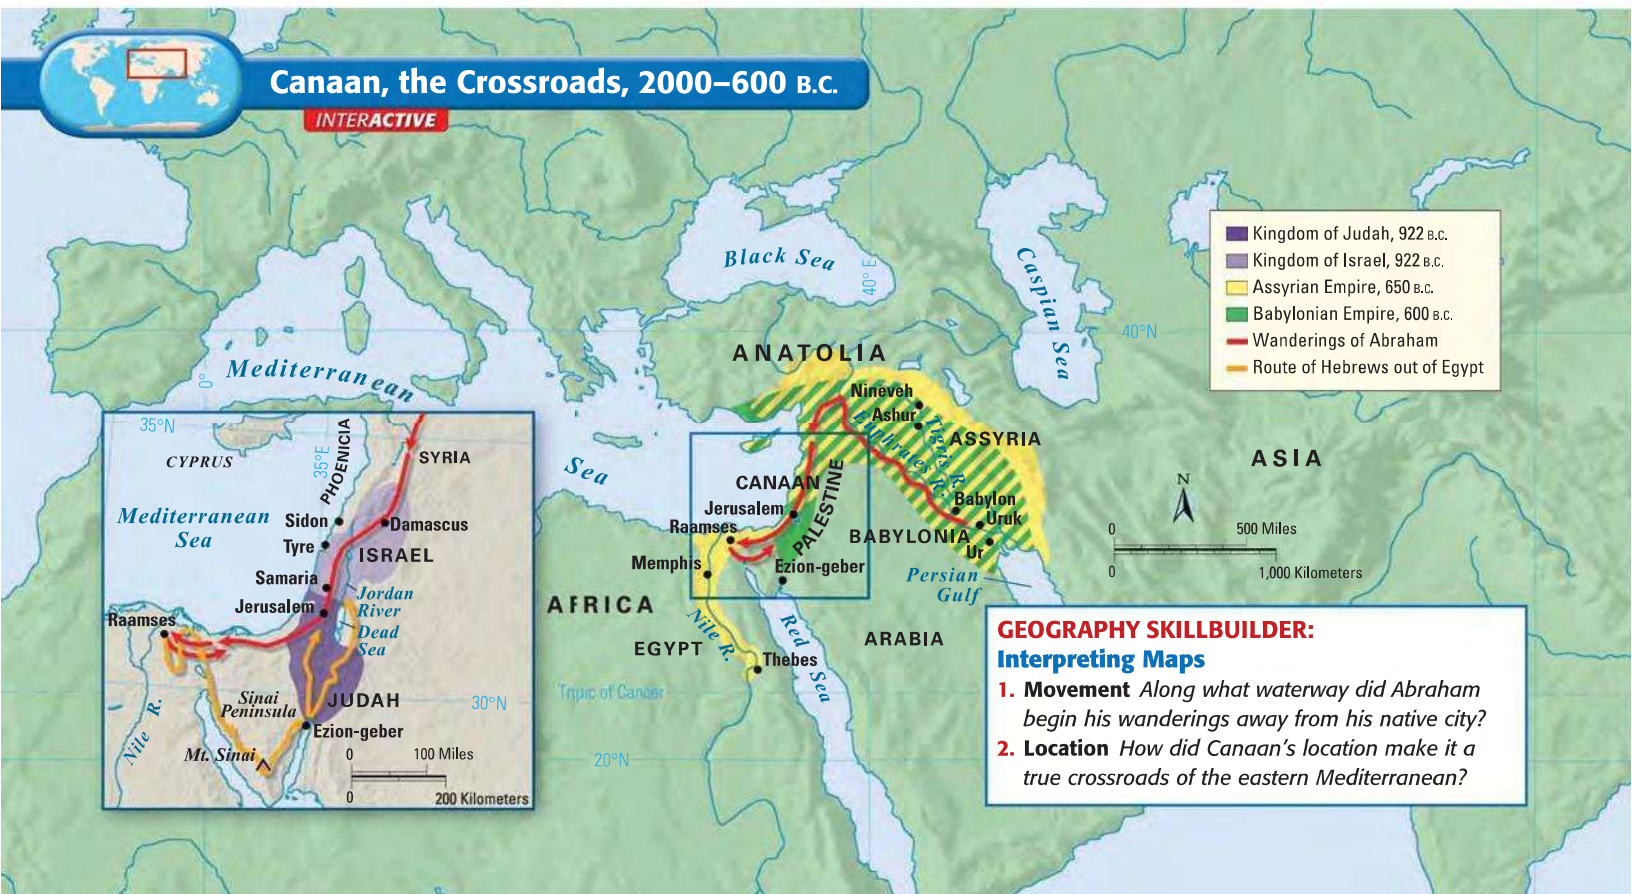 Canaan, the Crossroads, 2000–600 B.C.
INTERACTIVE
Black Sea
40° E
Caspian Sea
40°N
Kingdom of Judah, 922 B.C.
Kingdom of Israel, 922 B.C.
Assyrian Empire, 650 B.C.
Babylonian Empire, 600 B.C.
Wanderings of Abraham
Route of Hebrews out of Egypt
0°
Mediterranean
Sea
ANATOLIA
Nineveh
Ashur
Tigris R.
Euphrates R.
ASSYRIA
ASIA
CANAAN
PALESTINE
Jerusalem
Raamses
Memphis
Ezion-geber
Babylon
Uruk
BABYLONIA
Ur
Persian
Gulf
AFRICA
EGYPT
Nile R.
Red Sea
ARABIA
Thebes
Tropic of Cancer
20°N
N
0
500 Miles
0
1,000 Kilometers
35°N
CYPRUS
35°E
PHOENICIA
SYRIA
Mediterranean
Sea
Sidon
Damascus
Tyre
ISRAEL
Samaria
Jerusalem
Jordan
River
Dead
Sea
Raamses
Sinai
Peninsula
JUDAH
30°N
Nile R.
Ezion-geber
Mt. Sinai
0
100 Miles
0
200 Kilometers
GEOGRAPHY SKILLBUILDER:
Interpreting Maps
1. Movement Along what waterway did Abraham
begin his wanderings away from his native city?
2. Location How did Canaan's location make it a
true crossroads of the eastern Mediterranean?